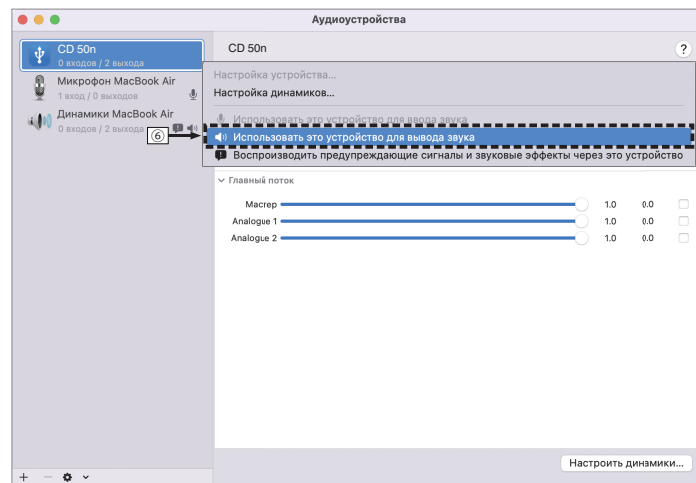 Аудиоустройства
CD 50n
0 входов / 2 выхода
Микрофон MacBook Air
1 вход / 0 выходов
Динамики MacBook Air
0 входов / 2 выхода
6
CD 50n
?
Настройка устройства...
Настройка динамиков...
Использовать это устройство для ввода звука
Использовать это устройство для вывода звука
Воспроизводить предупреждающие сигналы и звуковые эффекты через это устройство
Главный поток
Мастер 1.0 0.0
Analogue 1 1.0 0.0
Analogue 2 1.0 0.0
Настроить динамики...